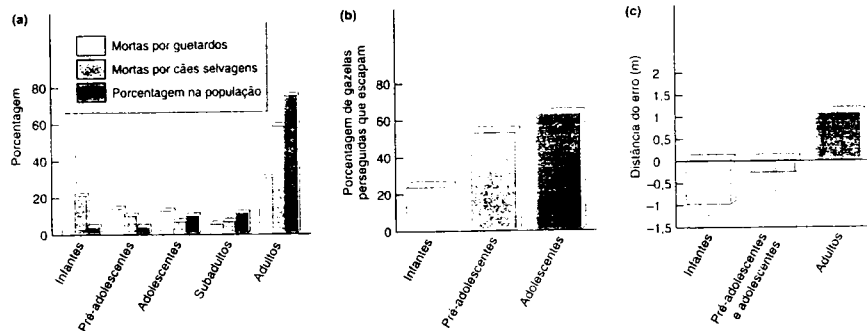 (a)
Mortas por guetardos
Mortas por cães selvagens
Porcentagem na população
Porcentagem
80
60
40
20
0
Infantes
Pré-adolescentes
Adolescentes
Subadultos
Adultos
(b)
Porcentagem de gazelas
perseguidas que escapam
80
60
40
20
Infantes
Pré-adolescentes
Adolescentes
(c)
Distância do erro (m)
2
1.5
1
0.5
0
-0.5
-1
-1.5
Infantes
Pré-adolescentes
e adolescentes
Adultos